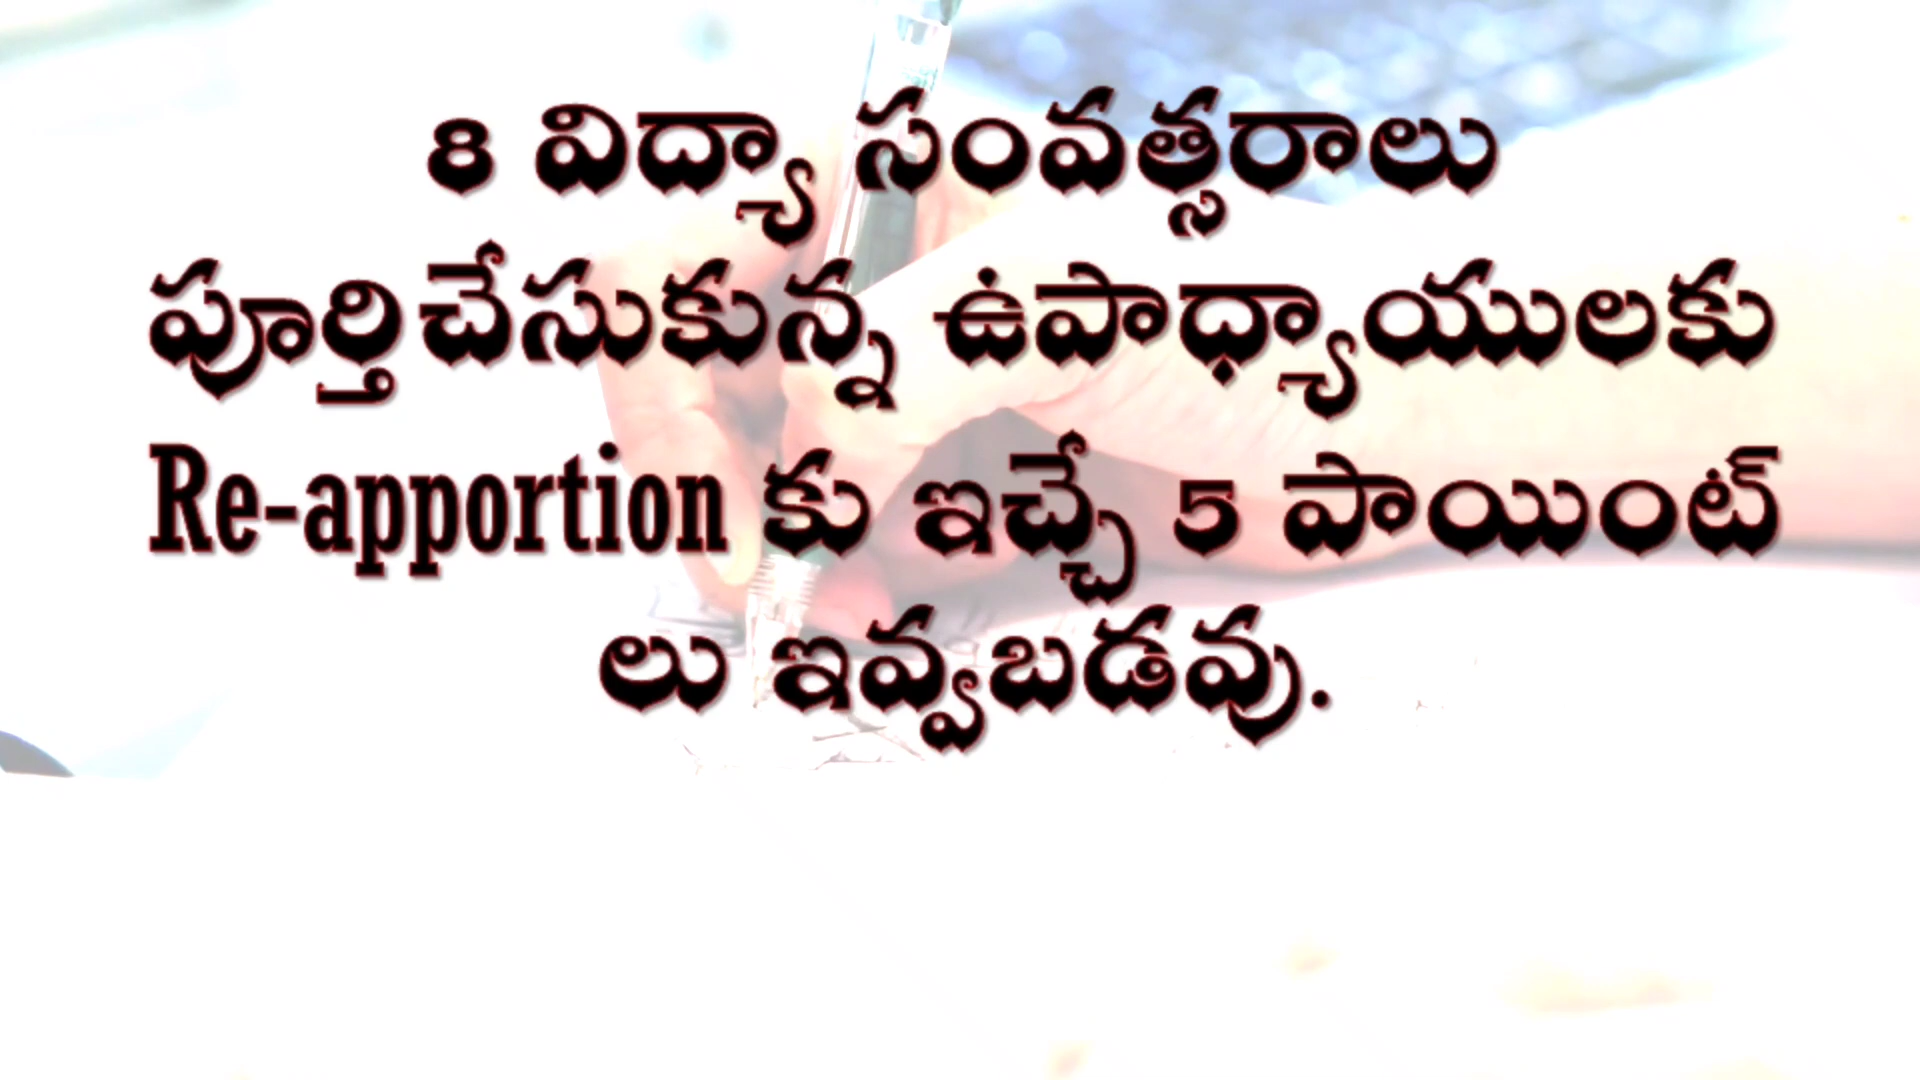 8 విద్యా సంవత్సరాలు
పూర్తిచేసుకున్న ఉపాధ్యాయులకు
Re-apportion కు ఇచ్చే 5 పాయింట్
లు ఇవ్వబడవు.